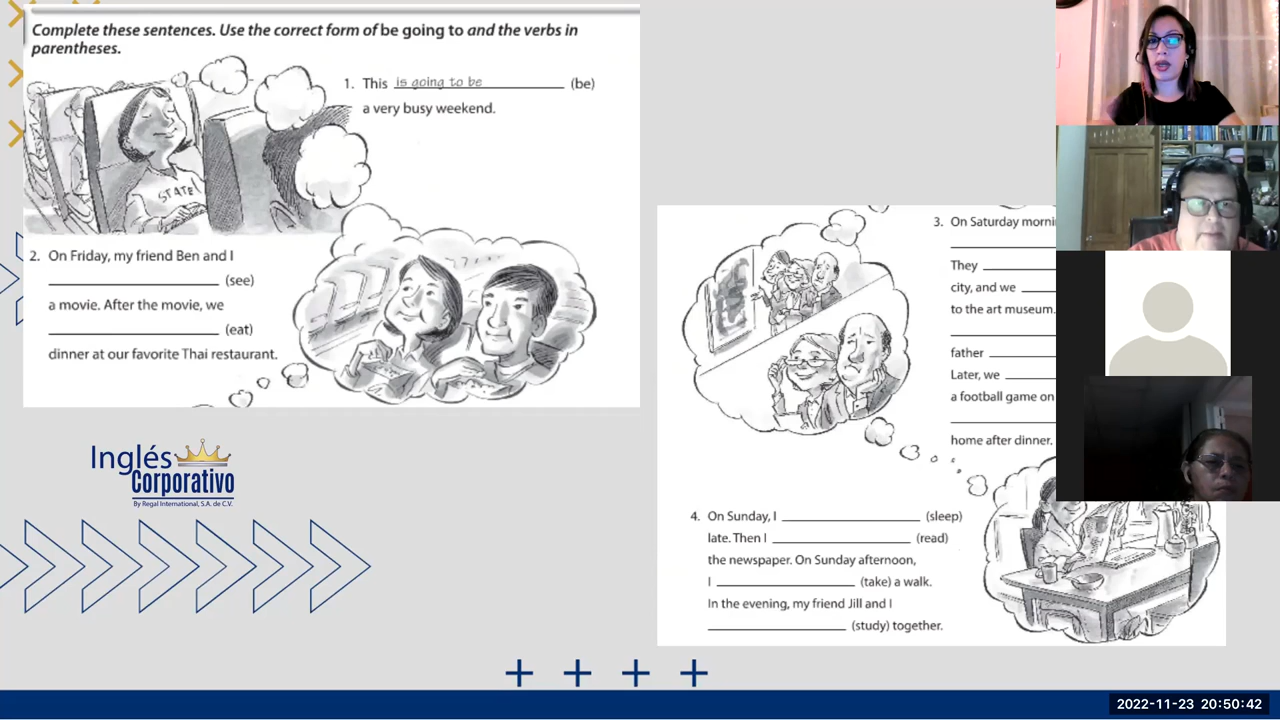 Complete these sentences. Use the correct form of be going to and the verbs in
parentheses.
1. This is going to be (be)
a very busy weekend.
STATE
2. On Friday, my friend Ben and I
(see)
a movie. After the movie, we
(eat)
dinner at our favorite Thai restaurant.
Inglés
Corporativo
By Regal International, S.A. de C.V.
3. On Saturday
They
city, and we
to the art museum.
father
Later, we
a football game on
home after dinner.
4. On Sunday, I (sleep)
late. Then I (read)
the newspaper. On Sunday afternoon,
I (take) a walk.
In the evening, my friend Jill and I
(study) together.
2022-11-23 20:50:42